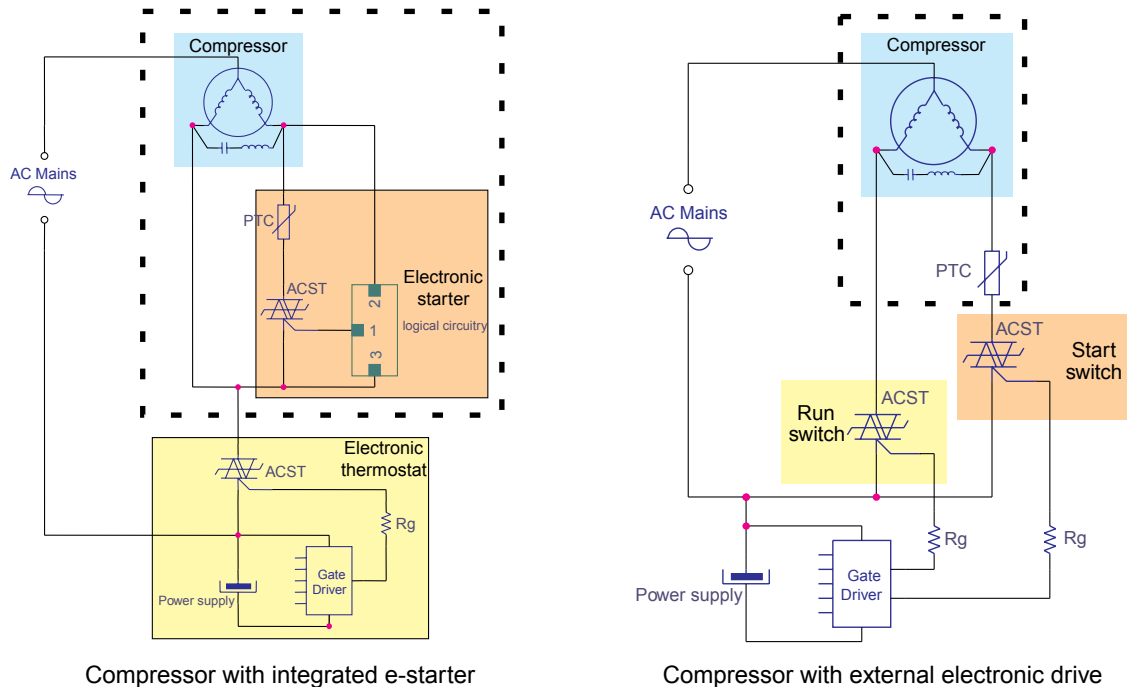 Compressor
AC Mains
PTC
ACST
Electronic
starter
logical circuitry
2
1
3
Electronic
thermostat
ACST
Rg
Gate
Driver
Power supply
Compressor with integrated e-starter
Compressor
AC Mains
PTC
ACST
Start
switch
ACST
Run
switch
Rg
Rg
Gate
Driver
Power supply
Compressor with external electronic drive